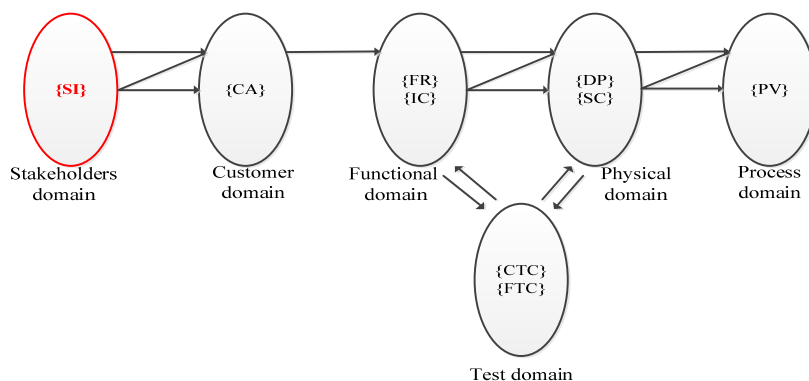 {SI}
{CA}
{FR}
{IC}
{DP}
{SC}
{PV}
Stakeholders
domain
Customer
domain
Functional
domain
Physical
domain
Process
domain
{CTC}
{FTC}
Test domain